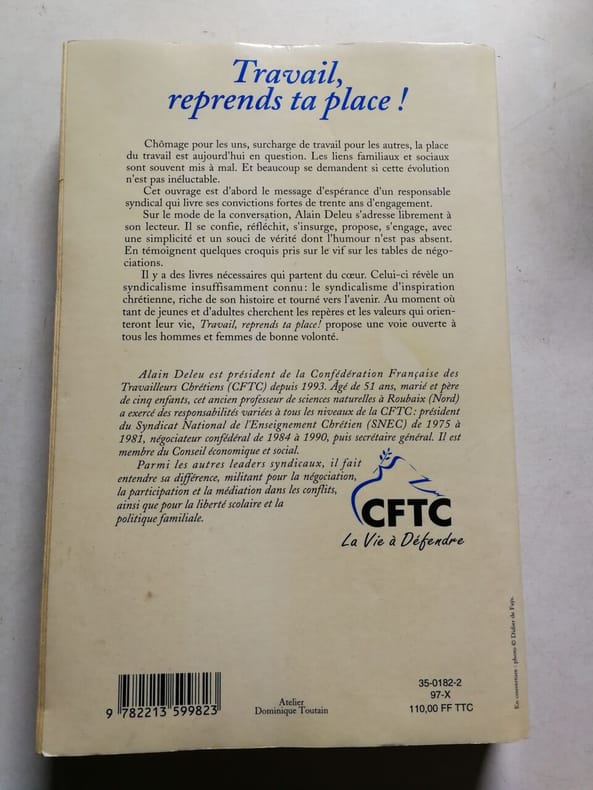 Travail,
reprends ta place !
Chômage pour les uns, surcharge de travail pour les autres, la place
du travail est aujourd'hui en question. Les liens familiaux et sociaux
sont souvent mis à mal. Et beaucoup se demandent si cette évolution
n'est pas inéluctable.
Cet ouvrage est d'abord le message d'espérance d'un responsable
syndical qui livre ses convictions fortes de trente ans d'engagement.
Sur le mode de la conversation, Alain Deleu s'adresse librement à
son lecteur. Il se confie, réfléchit, s'insurge, propose, s'engage, avec
une simplicité et un souci de vérité dont l'humour n'est pas absent.
En témoignent quelques croquis pris sur le vif sur les tables de négo-
ciations.
Il y a des livres nécessaires qui partent du cœur. Celui-ci révèle un
syndicalisme insuffisamment connu : le syndicalisme d'inspiration
chrétienne, riche de son histoire et tourné vers l'avenir. Au moment où
tant de jeunes et d'adultes cherchent les repères et les valeurs qui orien-
teront leur vie, Travail, reprends ta place! propose une voie ouverte à
tous les hommes et femmes de bonne volonté.
Alain Deleu est président de la Confédération Française des
Travailleurs Chrétiens (CFTC) depuis 1993. Âgé de 51 ans, marié et père
de cinq enfants, cet ancien professeur de sciences naturelles à Roubaix (Nord)
a exercé des responsabilités variées à tous les niveaux de la CFTC : président
du Syndicat National de l'Enseignement Chrétien (SNEC) de 1975 à
1981, négociateur confédéral de 1984 à 1990, puis secrétaire général. Il est
membre du Conseil économique et social.
Parmi les autres leaders syndicaux, il fait
entendre sa différence, militant pour la négociation,
la participation et la médiation dans les conflits,
ainsi que pour la liberté scolaire et la
politique familiale.
CFTC
La Vie à Défendre
En couverture : photo © Didier de Fays.
9 782213 599823
Atelier
Dominique Toutain
35-0182-2
97-X
110,00 FF TTC